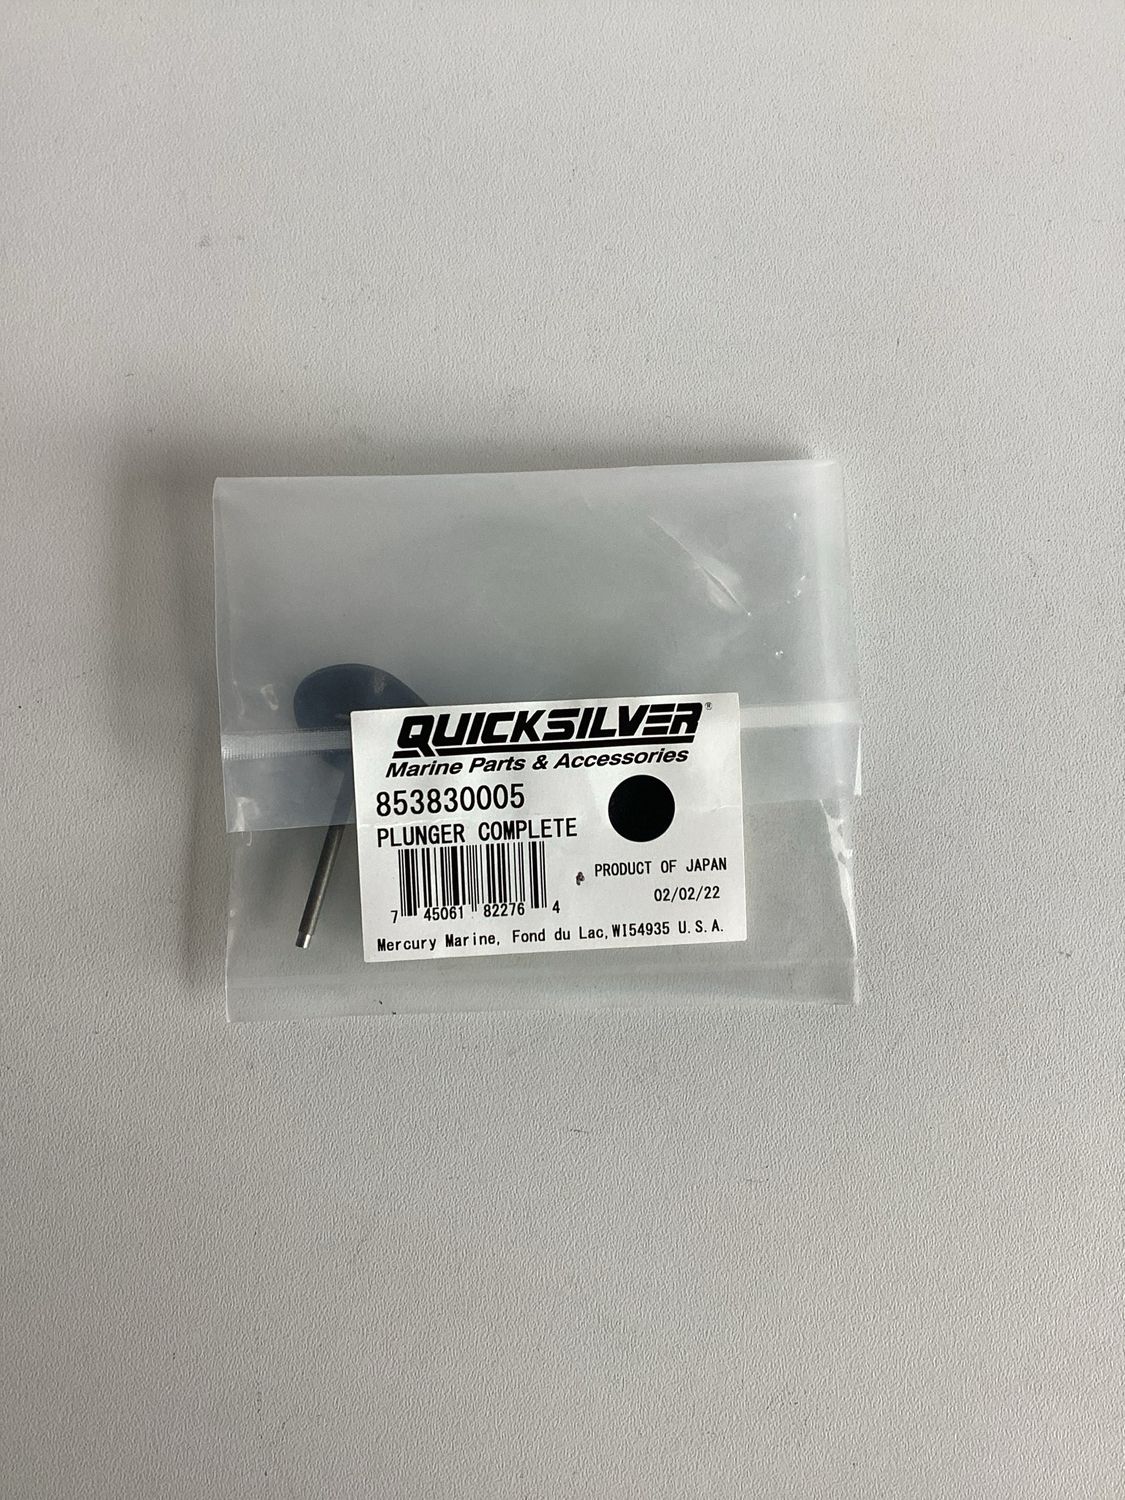 QUICKSILVER®
Marine Parts & Accessories
853830005
PLUNGER COMPLETE
PRODUCT OF JAPAN
02/02/22
7 45061 82276 4
Mercury Marine, Fond du Lac, WI54935 U.S.A.